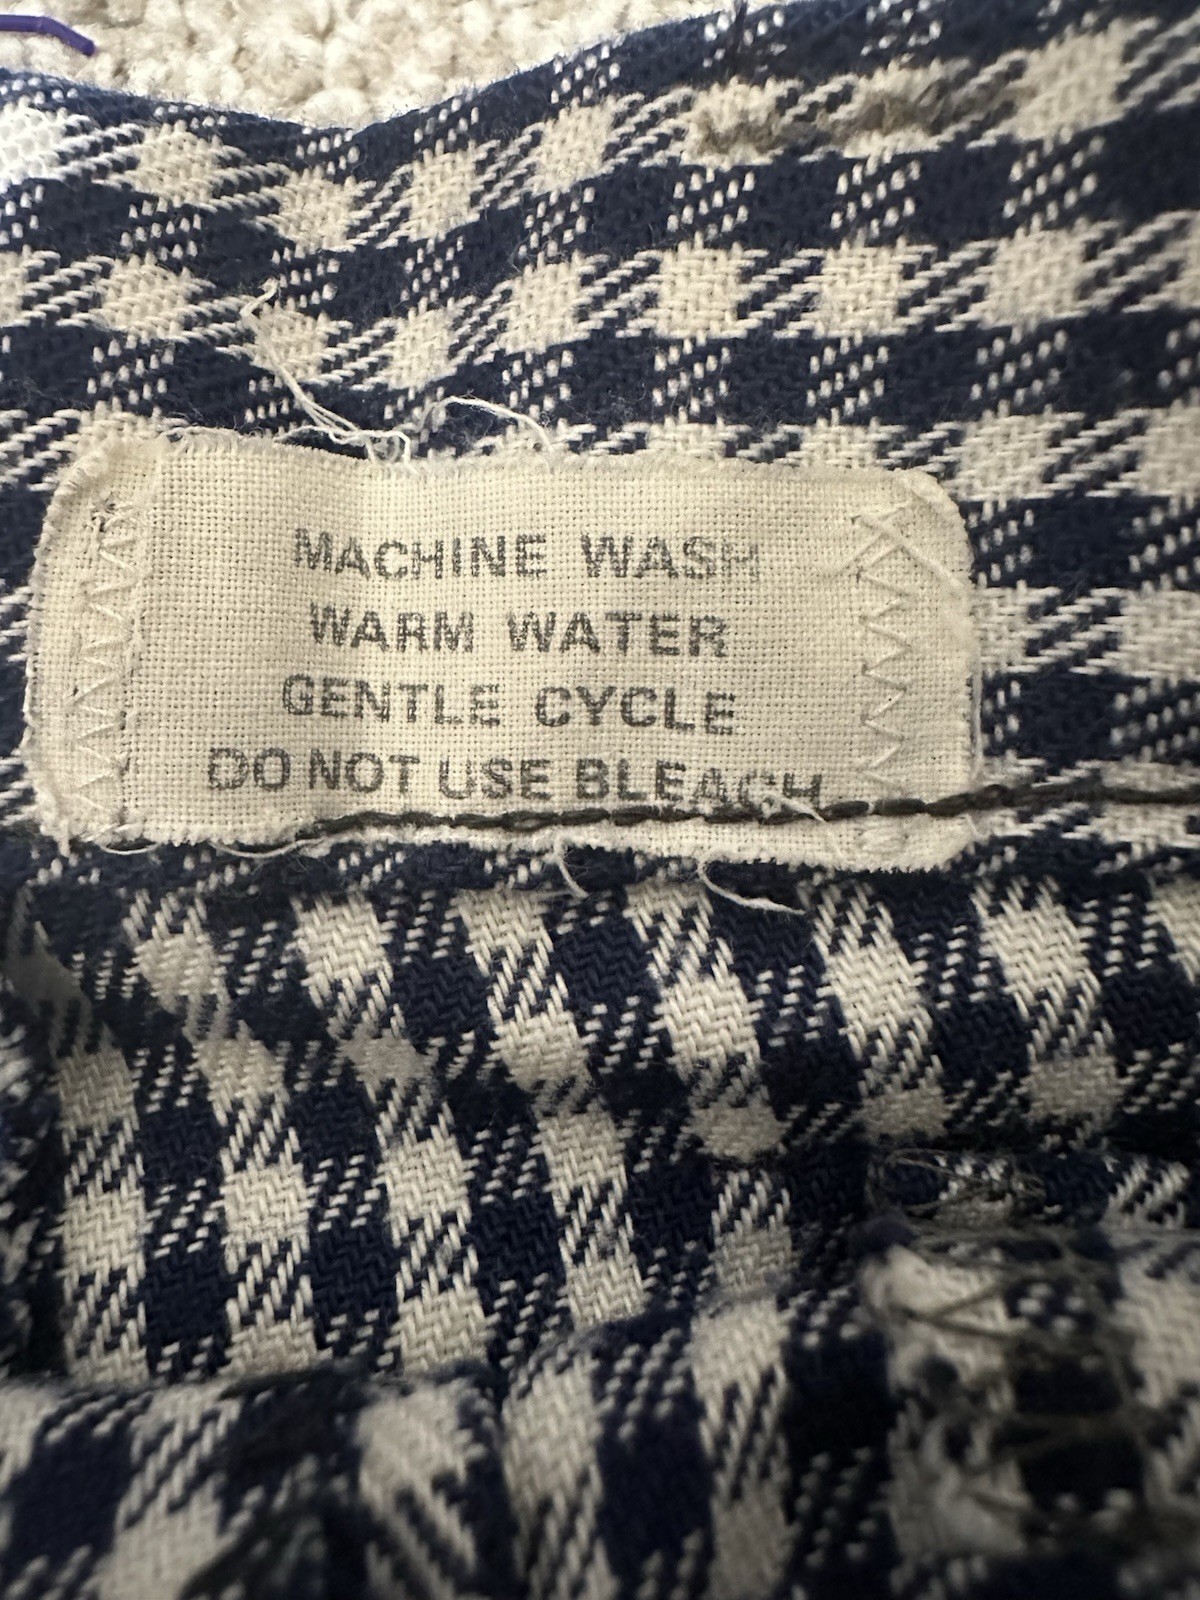 MACHINE WASH
WARM WATER
GENTLE CYCLE
DO NOT USE BLEACH